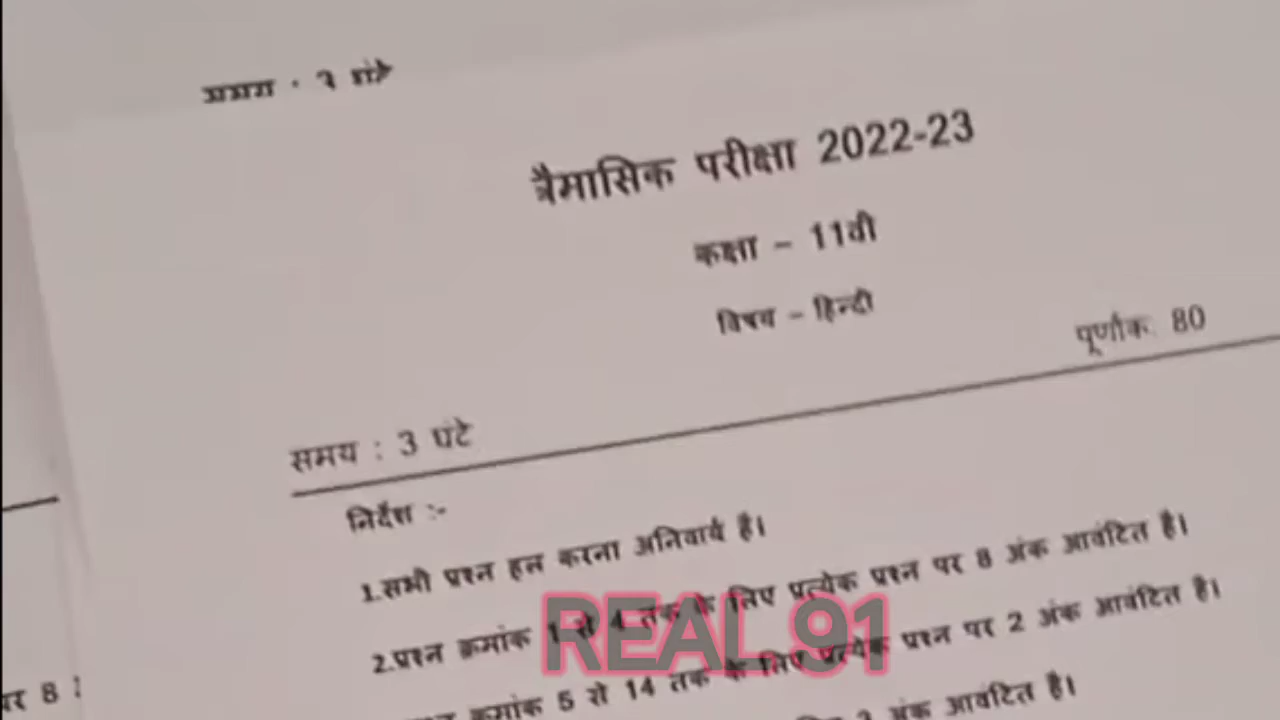 समय : 3 घंटे
त्रैमासिक परीक्षा 2022-23
कक्षा - 11वी
विषय - हिन्दी
पूर्णांक: 80
समय : 3 घंटे
निर्देश :-
1.सभी प्रश्न हल करना अनिवार्य है।
2.प्रश्न क्रमांक 1 से 4 तक के लिए प्रत्येक प्रश्न पर 8 अंक आवंटित है।
क्रमांक 5 से 14 तक के लिए प्रत्येक प्रश्न पर 2 अंक आवंटित है।
अंक आवंटित है।
पर 8
REAL 91